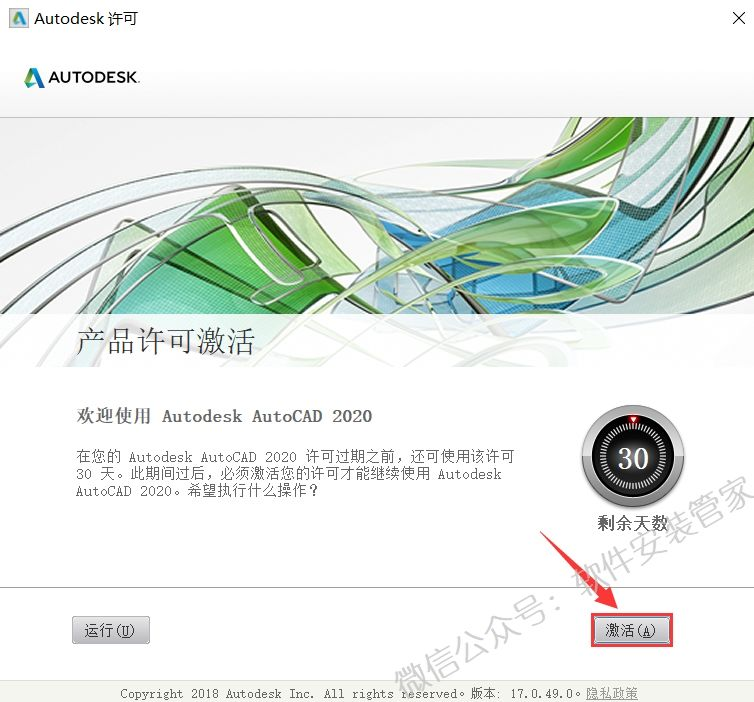 Autodesk 许可
AUTODESK.
产品许可激活
欢迎使用 Autodesk AutoCAD 2020
在您的 Autodesk AutoCAD 2020 许可过期之前，还可使用该许可
30 天。此期间过后，必须激活您的许可才能继续使用 Autodesk
AutoCAD 2020。希望执行什么操作？
30
剩余天数
运行(U)
激活(A)
微信公众号：软件安装管家
Copyright 2018 Autodesk Inc. All rights reserved。版本: 17.0.49.0。隐私政策